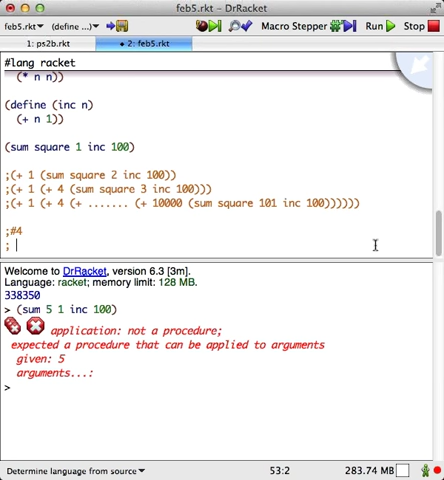 feb5.rkt - DrRacket
feb5.rkt▼ (define ...)▼ Macro Stepper Run Stop
1: ps2b.rkt 2: feb5.rkt
#lang racket
(* n n))
(define (inc n)
(+ n 1))
(sum square 1 inc 100)
;(+ 1 (sum square 2 inc 100))
;(+ 1 (+ 4 (sum square 3 inc 100)))
;(+ 1 (+ 4 (+ ....... (+ 10000 (sum square 101 inc 100))))))
;#4
;
Welcome to DrRacket, version 6.3 [3m].
Language: racket; memory limit: 128 MB.
338350
> (sum 5 1 inc 100)
application: not a procedure;
expected a procedure that can be applied to arguments
given: 5
arguments...:
>
Determine language from source▼ 53:2 283.74 MB